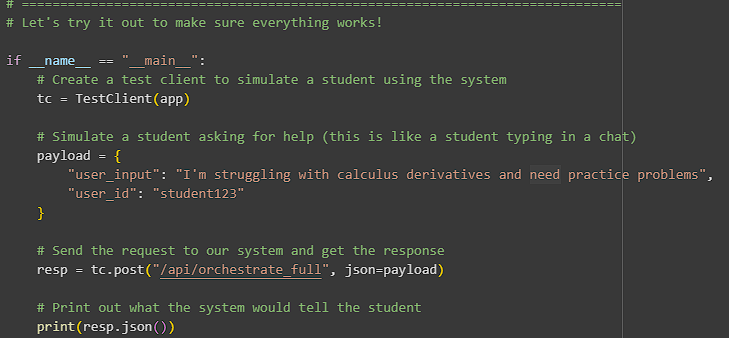 # ==============================================================================
# Let's try it out to make sure everything works!
if __name__ == "__main__":
# Create a test client to simulate a student using the system
tc = TestClient(app)
# Simulate a student asking for help (this is like a student typing in a chat)
payload = {
"user_input": "I'm struggling with calculus derivatives and need practice problems",
"user_id": "student123"
}
# Send the request to our system and get the response
resp = tc.post("/api/orchestrate_full", json=payload)
# Print out what the system would tell the student
print(resp.json())